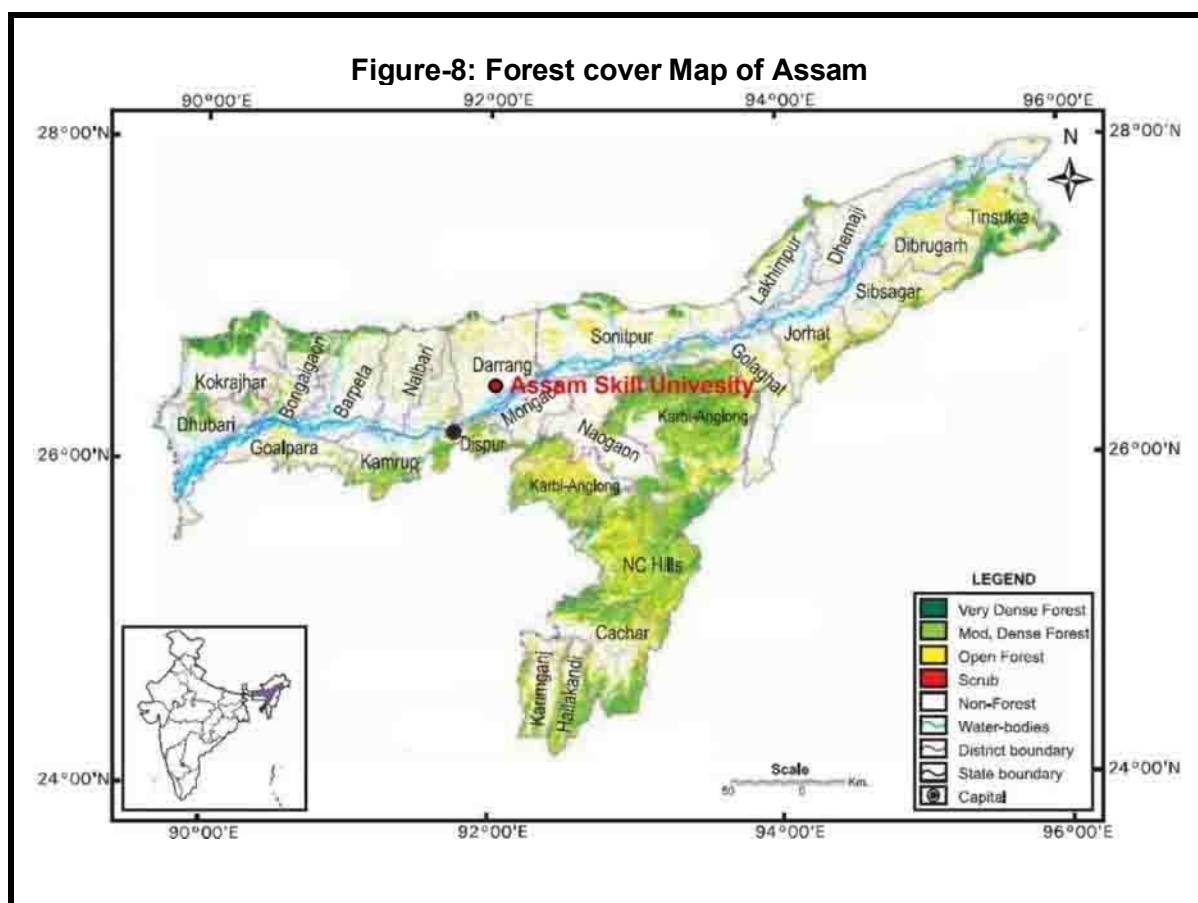 Figure-8: Forest cover Map of Assam
90°00'E 92°00'E 94°00'E 96°00'E
28°00'N 28°00'N
N
Tinsukia
Dhemaji
Dibrugarh
Lakhimpur
Sibsagar
Sonitpur
Jorhat
Darrang
Golaghat
Kokrajhar
Bongaigaon
Barpeta
Nalbari
Assam Skill Univesity
Morigaon
Karbi-Anglong
Dhubari
Naogaon
Dispur
26°00'N 26°00'N
Goalpara
Kamrup
Karbi-Anglong
NC Hills
Cachar
Karimganj
Hailakandi
LEGEND
Very Dense Forest
Mod, Dense Forest
Open Forest
Scrub
Non-Forest
Water-bodies
District boundary
State boundary
Capital
Scale
50 0 Km.
24°00'N 24°00'N
90°00'E 92°00'E 94°00'E 96°00'E